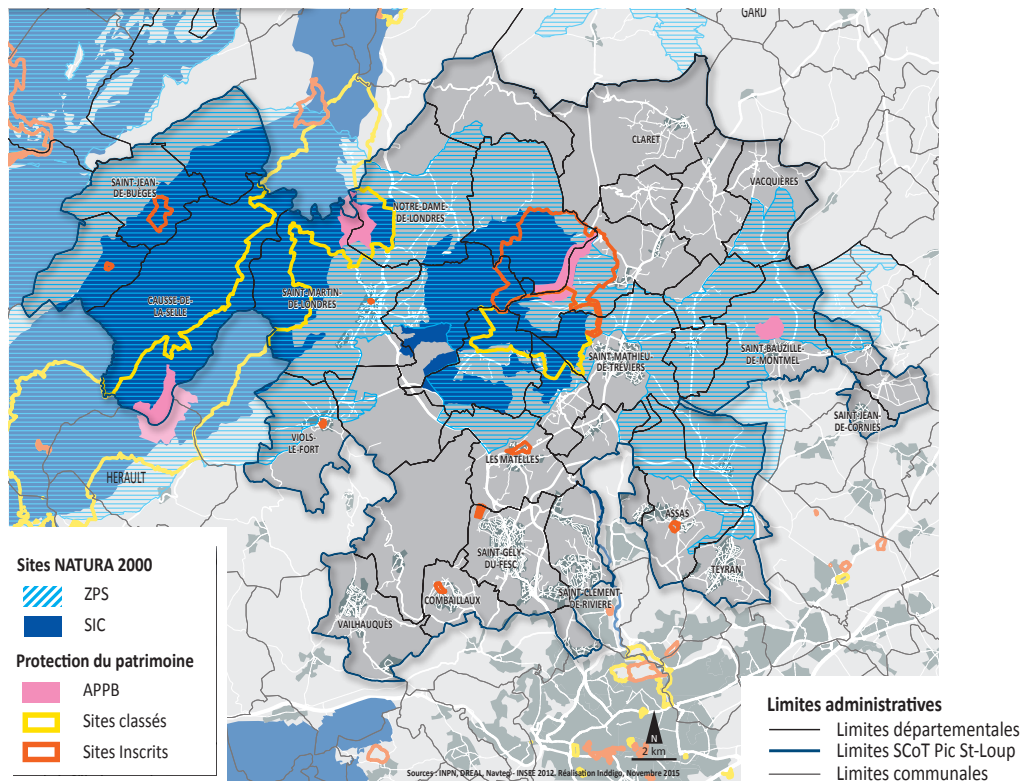 GARD
CLARET
VACQUIÈRES
SAINT-JEAN-
DE-BUÈGES
NOTRE-DAME-
DE-LONDRES
CAUSSE-DE-
LA-SELLE
SAINT-MARTIN-
DE-LONDRES
SAINT-MATHIEU-
DE-TRÉVIERS
SAINT-BAUZILLE-
DE-MONTMEL
SAINT-JEAN-
DE-CORNIES
VIOLS-
LE-FORT
LES MATELLES
HERAULT
ASSAS
SAINT-GÉLY-
DU-FESC
TEYRAN
SAINT-CLÉMENT-
DE-RIVIÈRE
COMBAILLAUX
VAILHAUQUÈS
Sites NATURA 2000
ZPS
SIC
Protection du patrimoine
APPB
Sites classés
Sites Inscrits
N
2 km
Sources : INPN, DREAL, Navteq - INSEE 2012, Réalisation Inddigo, Novembre 2015
Limites administratives
Limites départementales
Limites SCoT Pic St-Loup
Limites communales